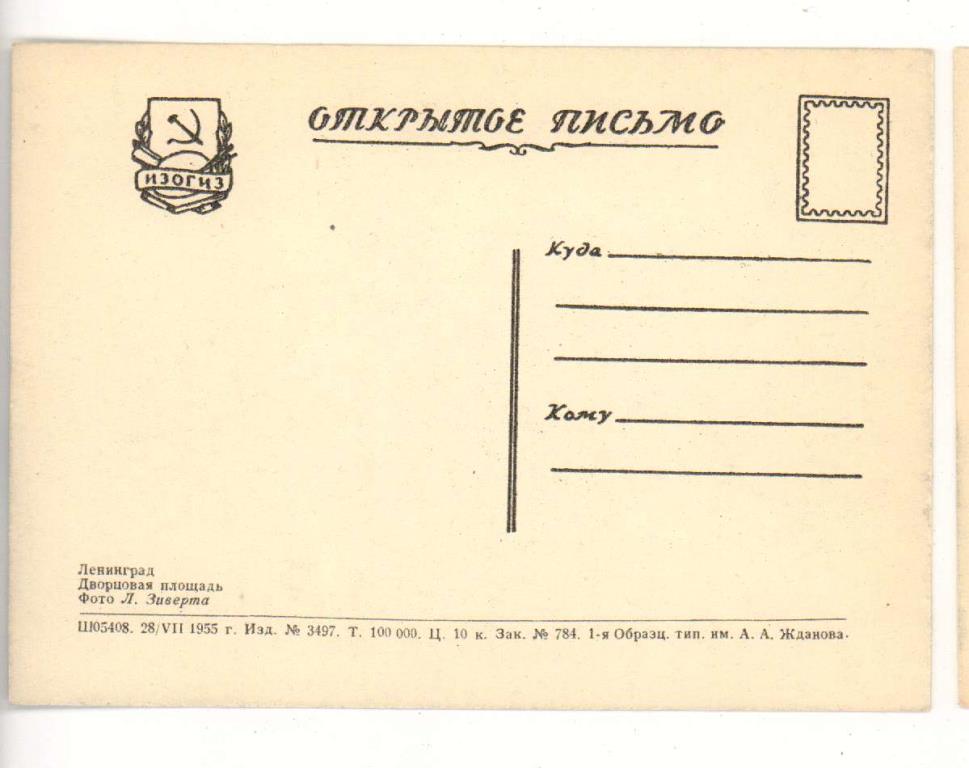 ОТКРЫТОЕ ПИСЬМО
ИЗОГИЗ
Куда
Кому
Ленинград
Дворцовая площадь
Фото Л. Зиверта
Ш05408. 28/VII 1955 г. Изд. № 3497. Т. 100 000. Ц. 10 к. Зак. № 784. 1-я Образц. тип. им. А. А. Жданова.